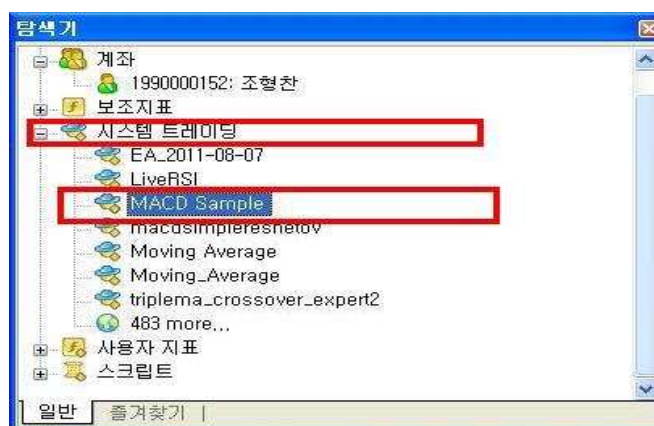 탐색기
계좌
1990000152: 조형찬
보조지표
시스템 트레이딩
EA_2011-08-07
LiveRSI
MACD Sample
macdsimplereshetov
Moving Average
Moving_Average
triplema_crossover_expert2
483 more...
사용자 지표
스크립트
일반 | 즐겨찾기 |